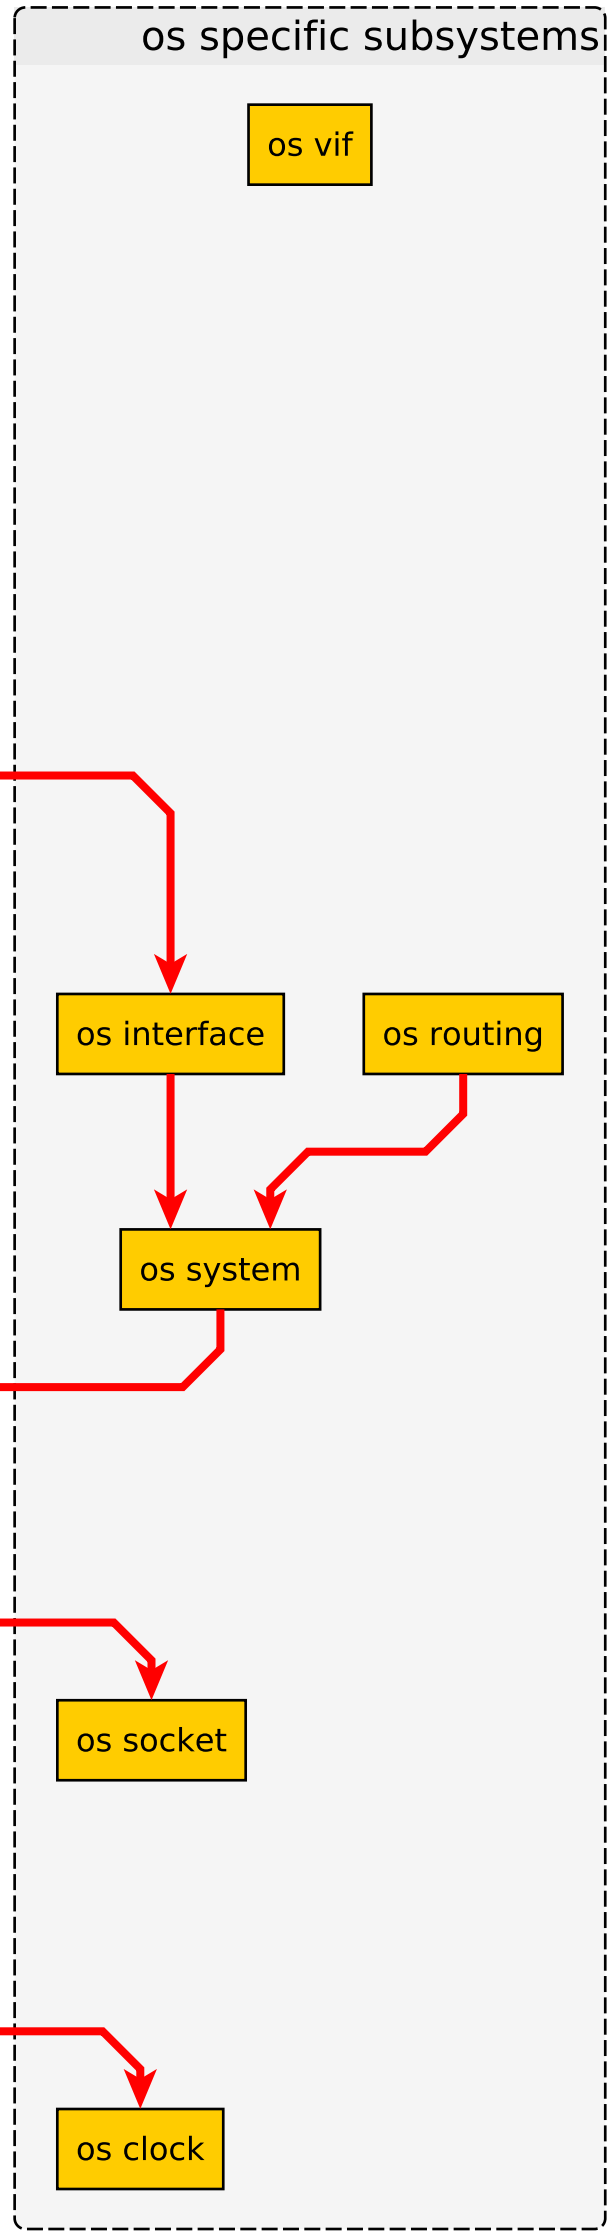 os specific subsystems
os vif
os interface
os routing
os system
os socket
os clock